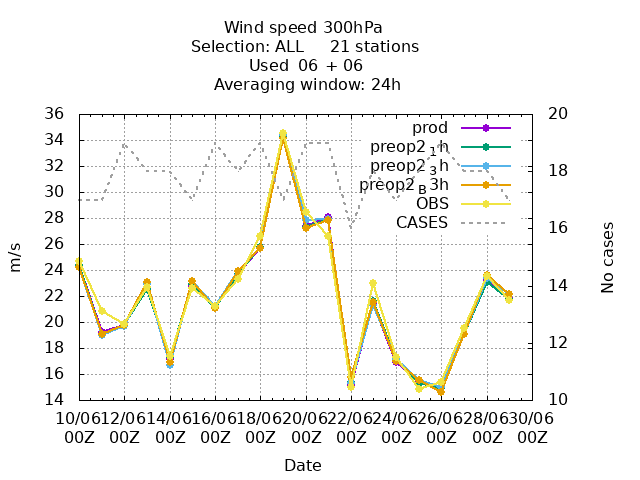 Wind speed 300hPa
Selection: ALL 21 stations
Used 06 + 06
Averaging window: 24h
36 20
34
32 18
30
28 16
26
24
22 14
20
18 12
16
14 10
prod
preop2 1h
preop2 3h
preop2 B3h
OBS
CASES
m/s
No cases
10/06 12/06 14/06 16/06 18/06 20/06 22/06 24/06 26/06 28/06 30/06
00Z 00Z 00Z 00Z 00Z 00Z 00Z 00Z 00Z 00Z 00Z
Date